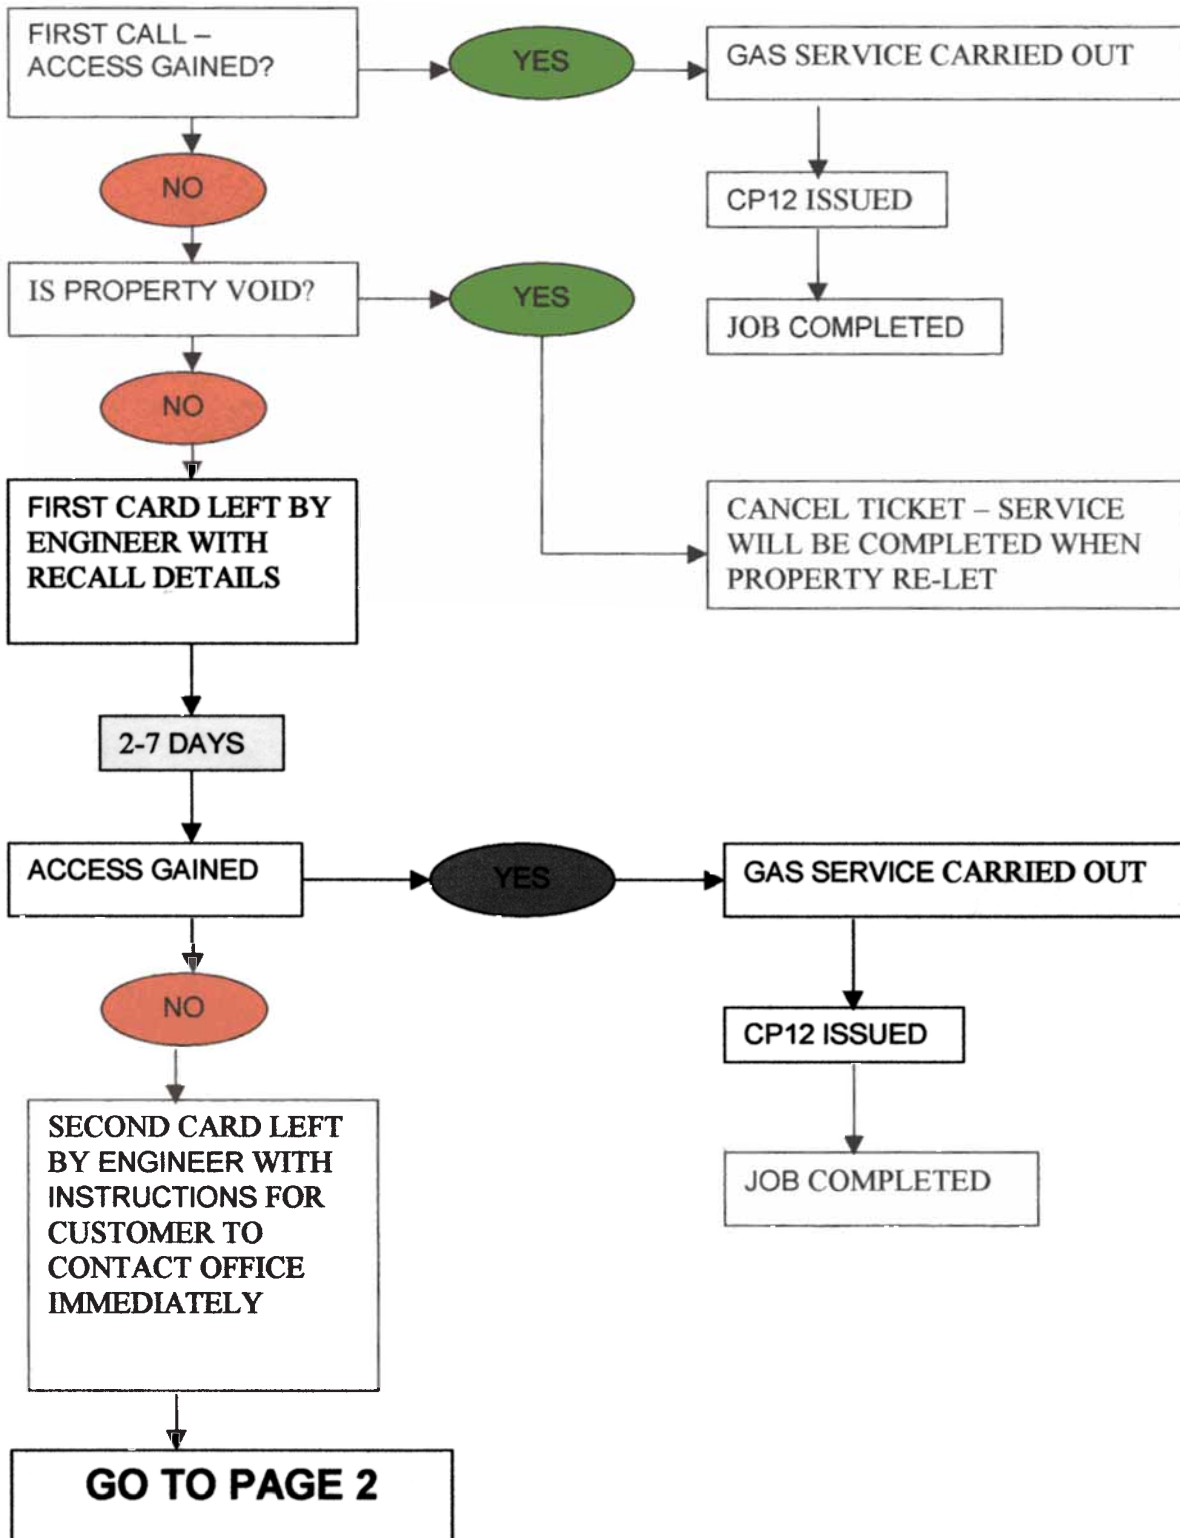 FIRST CALL –
ACCESS GAINED?
YES
GAS SERVICE CARRIED OUT
NO
CP12 ISSUED
IS PROPERTY VOID?
YES
JOB COMPLETED
NO
FIRST CARD LEFT BY
ENGINEER WITH
RECALL DETAILS
CANCEL TICKET – SERVICE
WILL BE COMPLETED WHEN
PROPERTY RE-LET
2-7 DAYS
ACCESS GAINED
YES
GAS SERVICE CARRIED OUT
NO
CP12 ISSUED
SECOND CARD LEFT
BY ENGINEER WITH
INSTRUCTIONS FOR
CUSTOMER TO
CONTACT OFFICE
IMMEDIATELY
JOB COMPLETED
GO TO PAGE 2